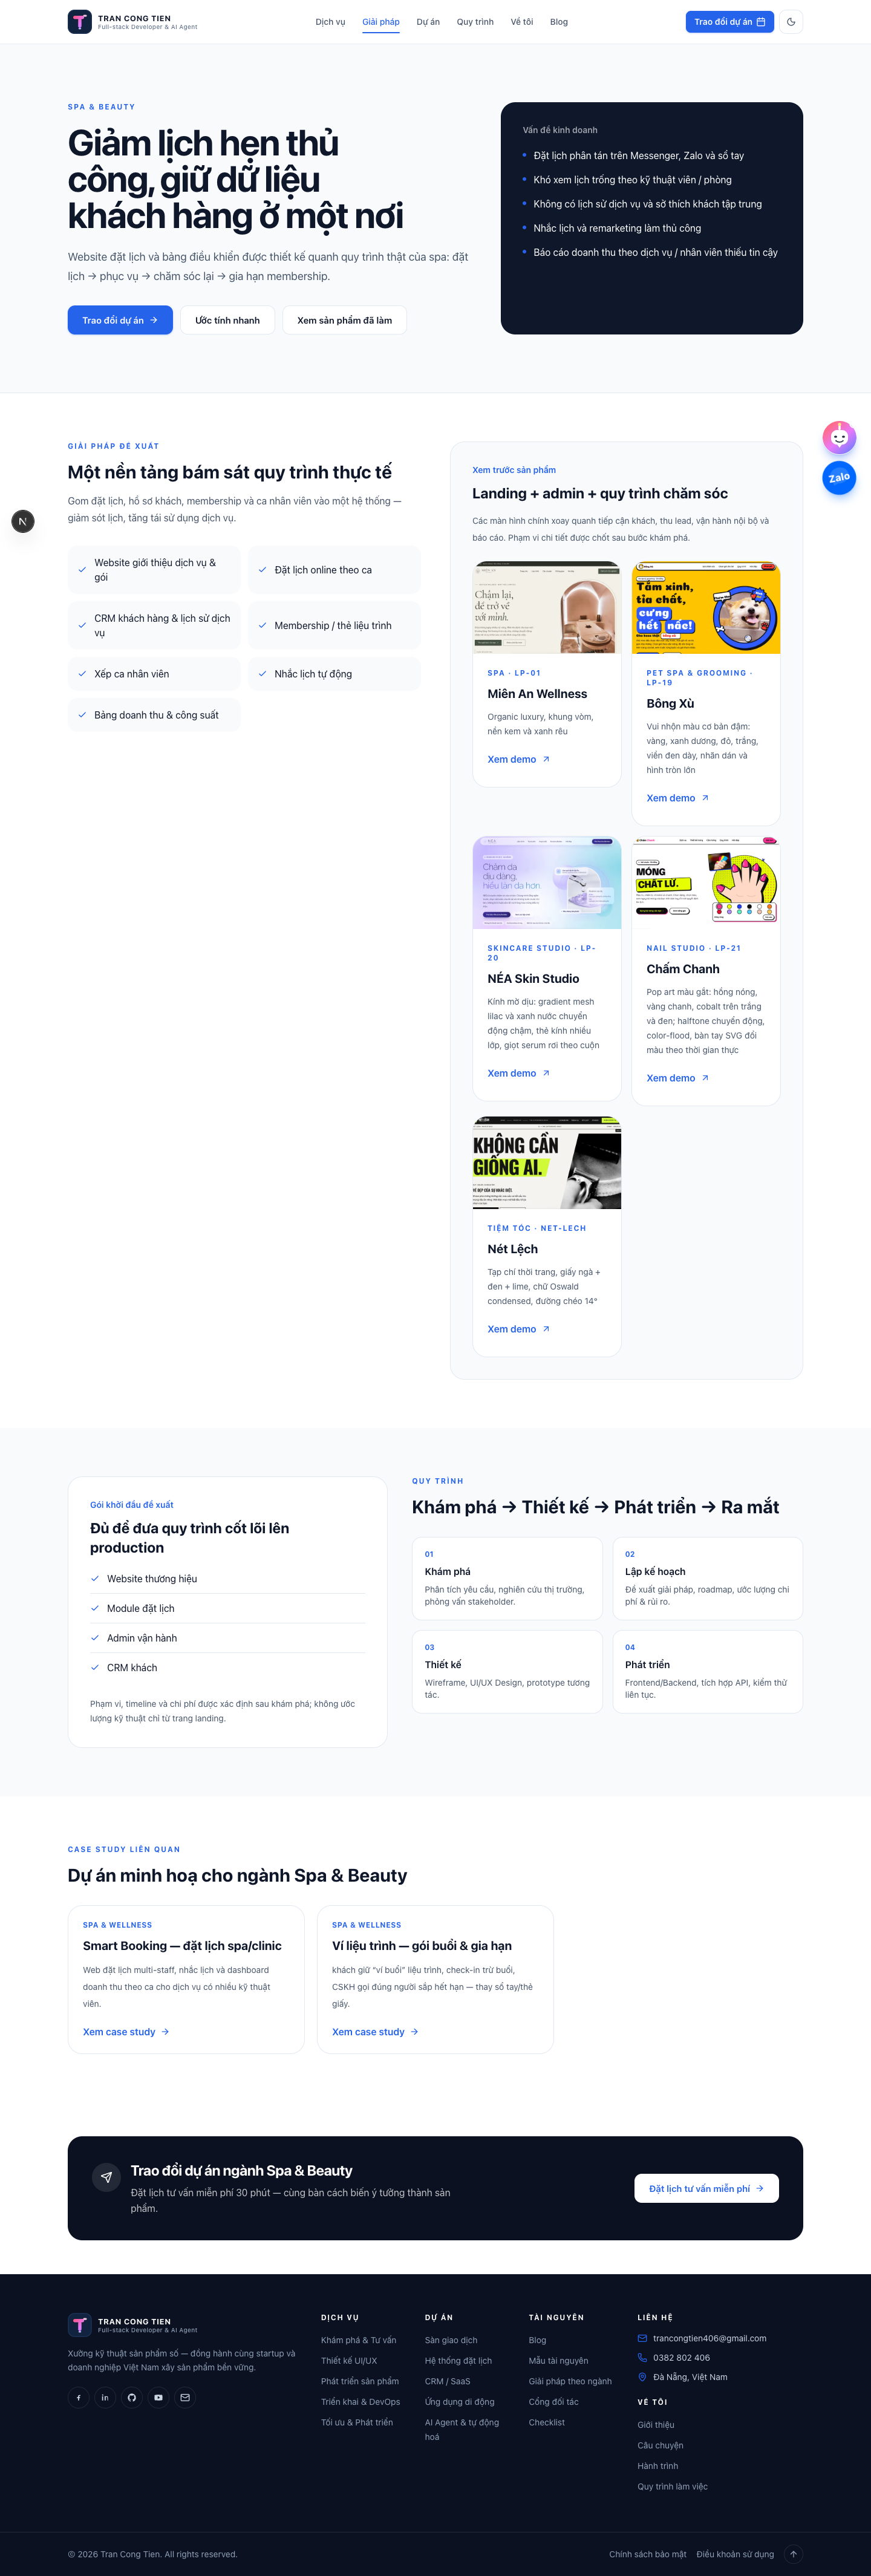 TRAN CONG TIEN
Full-stack Developer & AI Agent
Dịch vụ
Giải pháp
Dự án
Quy trình
Về tôi
Blog
Trao đổi dự án
SPA & BEAUTY
Giảm lịch hẹn thủ
công, giữ dữ liệu
khách hàng ở một nơi
Website đặt lịch và bảng điều khiển được thiết kế quanh quy trình thật của spa: đặt
lịch → phục vụ → chăm sóc lại → gia hạn membership.
Trao đổi dự án →
Ước tính nhanh
Xem sản phẩm đã làm
Vấn đề kinh doanh
Đặt lịch phân tán trên Messenger, Zalo và sổ tay
Khó xem lịch trống theo kỹ thuật viên / phòng
Không có lịch sử dịch vụ và sở thích khách tập trung
Nhắc lịch và remarketing làm thủ công
Báo cáo doanh thu theo dịch vụ / nhân viên thiếu tin cậy
Zalo
N
GIẢI PHÁP ĐỀ XUẤT
Một nền tảng bám sát quy trình thực tế
Gom đặt lịch, hồ sơ khách, membership và ca nhân viên vào một hệ thống —
giảm sót lịch, tăng tái sử dụng dịch vụ.
Website giới thiệu dịch vụ &
gói
Đặt lịch online theo ca
CRM khách hàng & lịch sử dịch
vụ
Membership / thẻ liệu trình
Xếp ca nhân viên
Nhắc lịch tự động
Bảng doanh thu & công suất
Xem trước sản phẩm
Landing + admin + quy trình chăm sóc
Các màn hình chính xoay quanh tiếp cận khách, thu lead, vận hành nội bộ và
báo cáo. Phạm vi chi tiết được chốt sau bước khám phá.
Chậm lại,
để trở về
với mình.
SPA · LP-01
Miên An Wellness
Organic luxury, khung vòm,
nền kem và xanh rêu
Xem demo
Tắm xinh,
tỉa chất,
cưng
hết nấc!
PET SPA & GROOMING ·
LP-19
Bông Xù
Vui nhộn màu cơ bản đậm:
vàng, xanh dương, đỏ, trắng,
viền đen dày, nhãn dán và
hình tròn lớn
Xem demo
Chăm da
dịu dàng,
hiểu làn da hơn.
SKINCARE STUDIO · LP-
20
NÉA Skin Studio
Kính mờ dịu: gradient mesh
lilac và xanh nước chuyển
động chậm, thẻ kính nhiều
lớp, giọt serum rơi theo cuộn
Xem demo
MÓNG
CHẤT LỪ.
NAIL STUDIO · LP-21
Chấm Chanh
Pop art màu gắt: hồng nóng,
vàng chanh, cobalt trên trắng
và đen; halftone chuyển động,
color-flood, bàn tay SVG đổi
màu theo thời gian thực
Xem demo
KHÔNG CẦN
GIỐNG AI.
TIỆM TÓC · NET-LECH
Nét Lệch
Tạp chí thời trang, giấy ngà +
đen + lime, chữ Oswald
condensed, đường chéo 14°
Xem demo
Gói khởi đầu đề xuất
Đủ để đưa quy trình cốt lõi lên
production
Website thương hiệu
Module đặt lịch
Admin vận hành
CRM khách
Phạm vi, timeline và chi phí được xác định sau khám phá; không ước
lượng kỹ thuật chỉ từ trang landing.
QUY TRÌNH
Khám phá → Thiết kế → Phát triển → Ra mắt
01
Khám phá
Phân tích yêu cầu, nghiên cứu thị trường,
phỏng vấn stakeholder.
02
Lập kế hoạch
Đề xuất giải pháp, roadmap, ước lượng chi
phí & rủi ro.
03
Thiết kế
Wireframe, UI/UX Design, prototype tương
tác.
04
Phát triển
Frontend/Backend, tích hợp API, kiểm thử
liên tục.
CASE STUDY LIÊN QUAN
Dự án minh hoạ cho ngành Spa & Beauty
SPA & WELLNESS
Smart Booking — đặt lịch spa/clinic
Web đặt lịch multi-staff, nhắc lịch và dashboard
doanh thu theo ca cho dịch vụ có nhiều kỹ thuật
viên.
Xem case study →
SPA & WELLNESS
Ví liệu trình — gói buổi & gia hạn
khách giữ “ví buổi” liệu trình, check-in trừ buổi,
CSKH gọi đúng người sắp hết hạn — thay sổ tay/thẻ
giấy.
Xem case study →
Trao đổi dự án ngành Spa & Beauty
Đặt lịch tư vấn miễn phí 30 phút — cùng bàn cách biến ý tưởng thành sản
phẩm.
Đặt lịch tư vấn miễn phí →
TRAN CONG TIEN
Full-stack Developer & AI Agent
Xưởng kỹ thuật sản phẩm số — đồng hành cùng startup và
doanh nghiệp Việt Nam xây sản phẩm bền vững.
DỊCH VỤ
Khám phá & Tư vấn
Thiết kế UI/UX
Phát triển sản phẩm
Triển khai & DevOps
Tối ưu & Phát triển
DỰ ÁN
Sàn giao dịch
Hệ thống đặt lịch
CRM / SaaS
Ứng dụng di động
AI Agent & tự động
hoá
TÀI NGUYÊN
Blog
Mẫu tài nguyên
Giải pháp theo ngành
Cổng đối tác
Checklist
LIÊN HỆ
trancongtien406@gmail.com
0382 802 406
Đà Nẵng, Việt Nam
VỀ TÔI
Giới thiệu
Câu chuyện
Hành trình
Quy trình làm việc
© 2026 Tran Cong Tien. All rights reserved.
Chính sách bảo mật
Điều khoản sử dụng